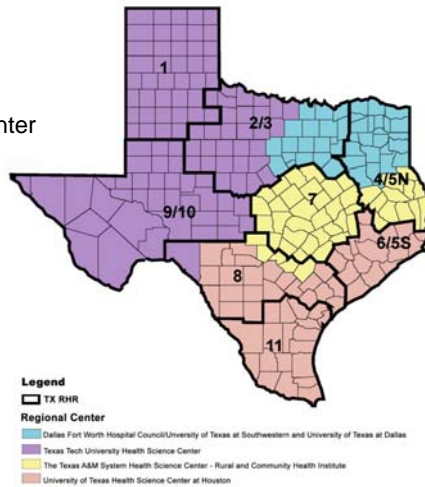 nter
1
2/3
4/5N
7
9/10
6/5S
8
11
Legend
TX RHR
Regional Center
Dallas Fort Worth Hospital Council/Unversity of Texas at Southwestern and University of Texas at Dallas
Texas Tech University Health Science Center
The Texas A&M System Health Science Center - Rural and Community Health Institute
University of Texas Health Science Center at Houston